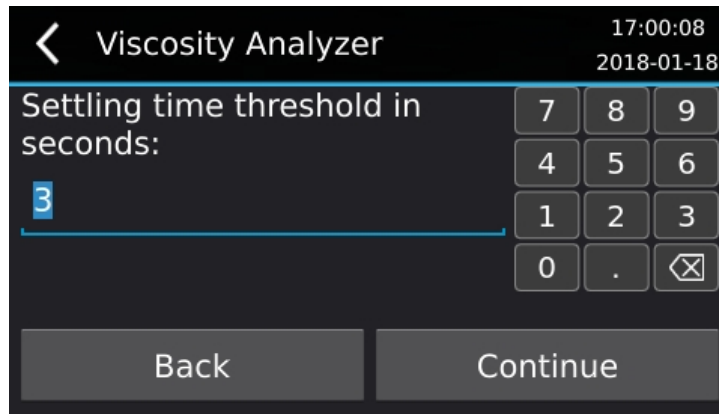 Viscosity Analyzer
17:00:08
2018-01-18
Settling time threshold in
seconds:
3
7 8 9
4 5 6
1 2 3
0 .
Back Continue